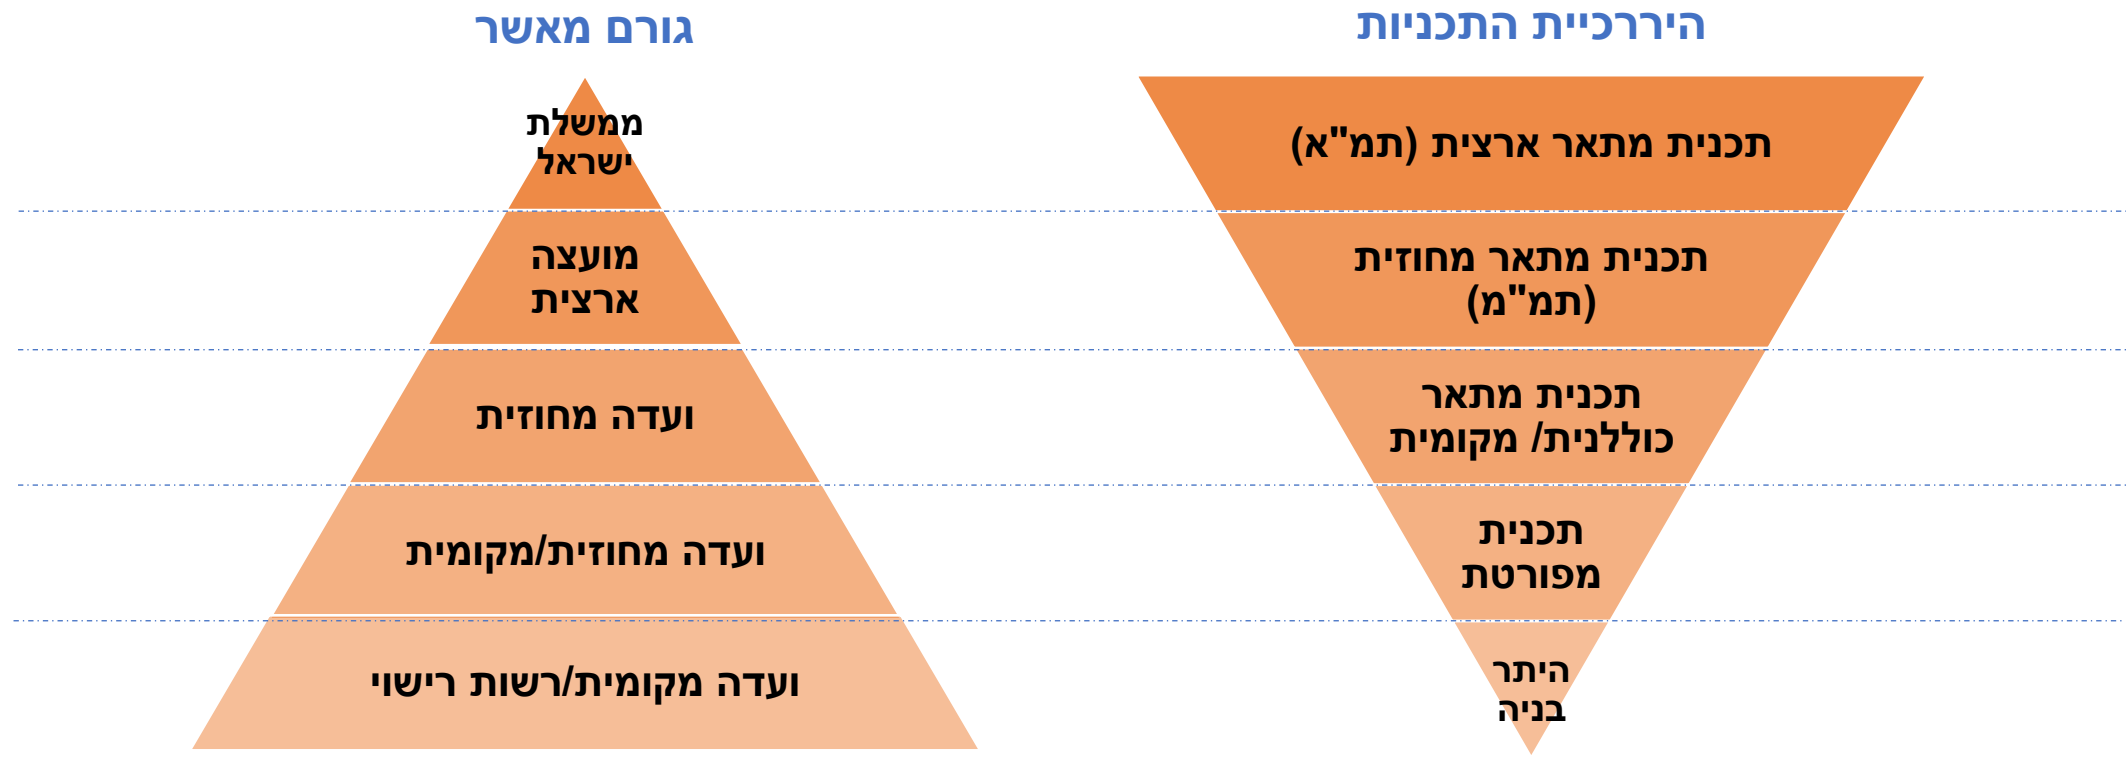 היררכיית התכניות
תכנית מתאר ארצית (תמ"א)
תכנית מתאר מחוזית
(תמ"מ)
תכנית מתאר
כוללנית/ מקומית
תכנית
מפורטת
היתר
בניה
גורם מאשר
ממשלת
ישראל
מועצה
ארצית
ועדה מחוזית
ועדה מחוזית/מקומית
ועדה מקומית/רשות רישוי